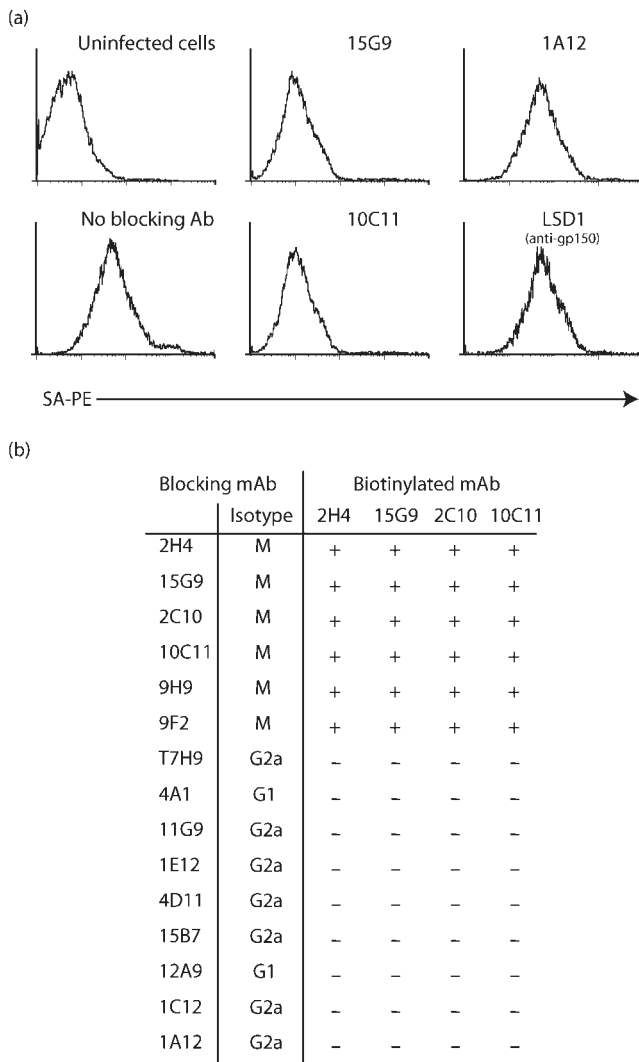 (a)
Uninfected cells 15G9 1A12
No blocking Ab 10C11 LSD1
(anti-gp150)
SA-PE
(b)
Blocking mAb Biotinylated mAb
Isotype 2H4 15G9 2C10 10C11
2H4 M + + + +
15G9 M + + + +
2C10 M + + + +
10C11 M + + + +
9H9 M + + + +
9F2 M + + + +
T7H9 G2a – – – –
4A1 G1 – – – –
11G9 G2a – – – –
1E12 G2a – – – –
4D11 G2a – – – –
15B7 G2a – – – –
12A9 G1 – – – –
1C12 G2a – – – –
1A12 G2a – – – –